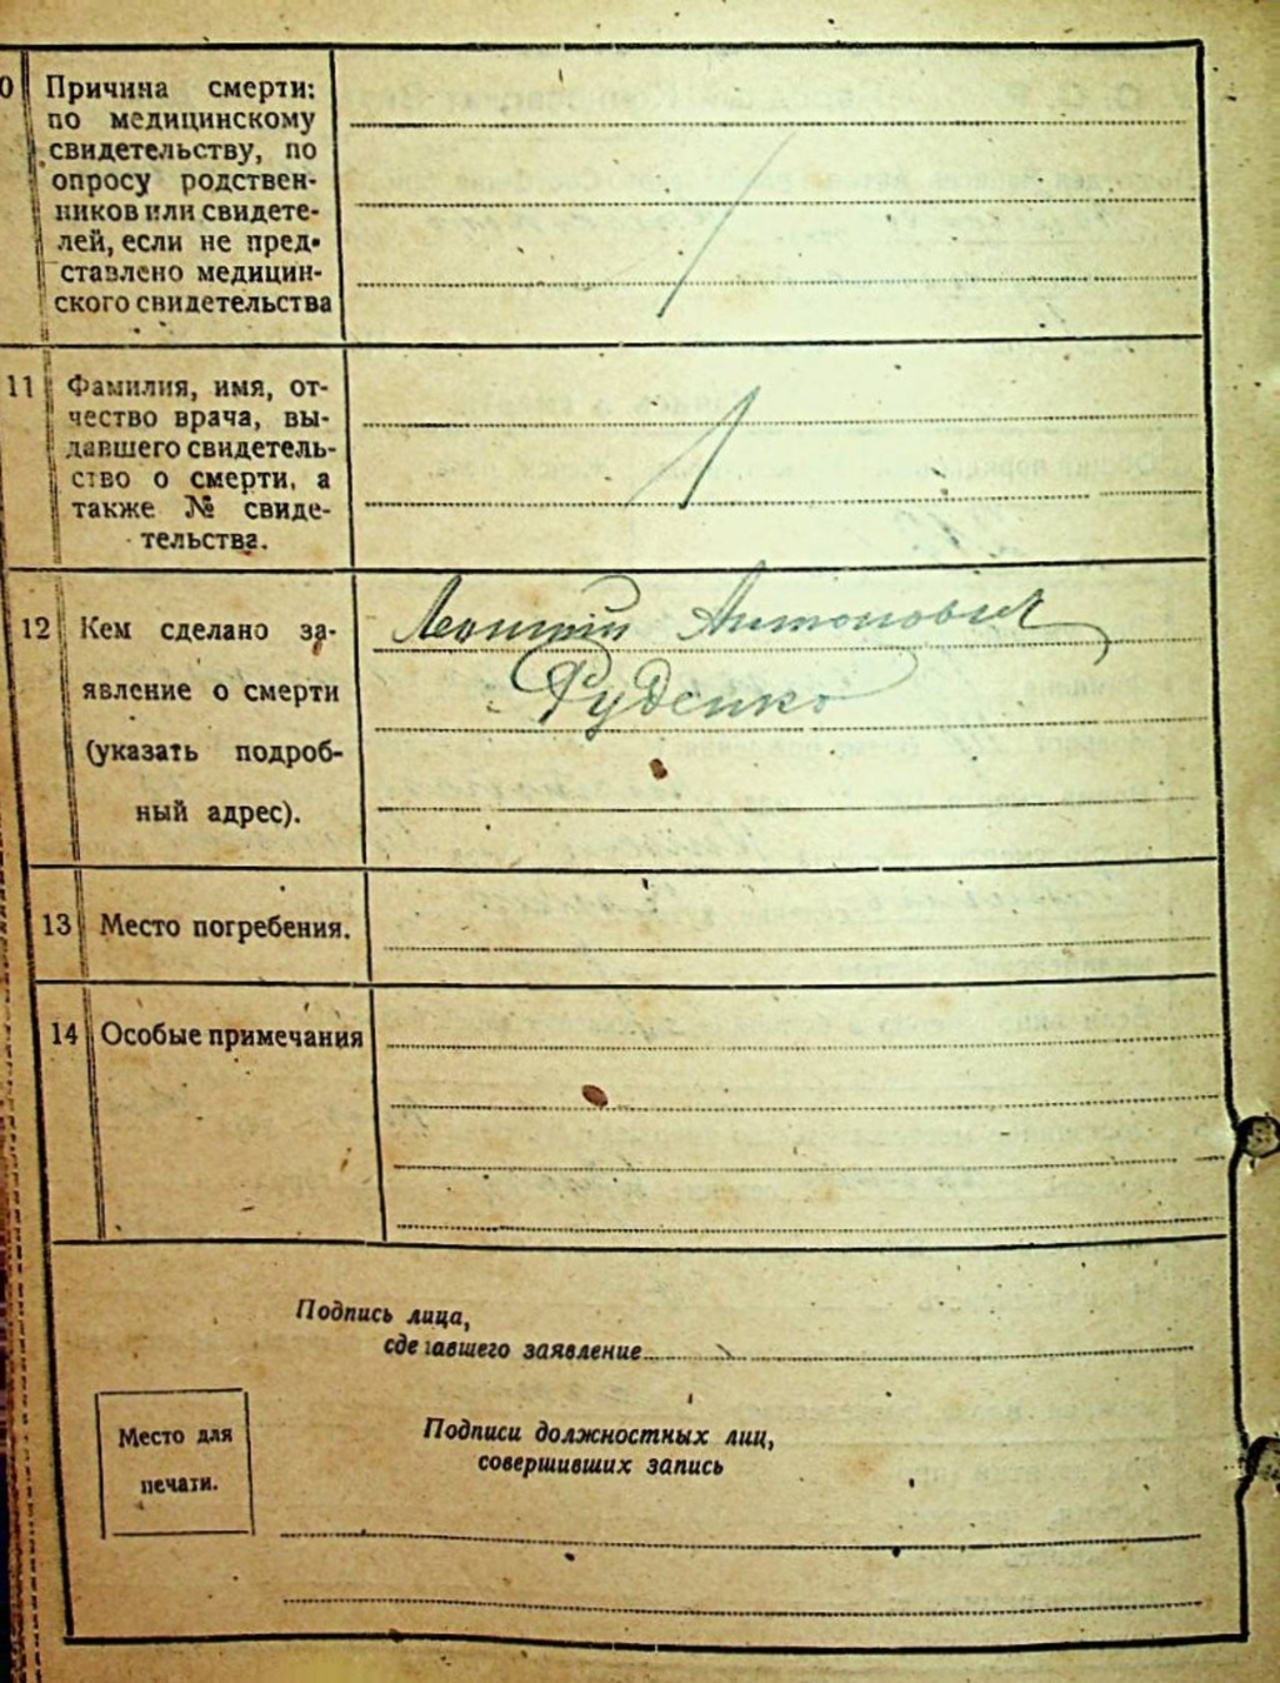 0 Причина смерти:
по медицинскому
свидетельству, по
опросу родствен-
ников или свидете-
лей, если не пред-
ставлено медицин-
ского свидетельства
11 Фамилия, имя, от-
чество врача, вы-
давшего свидетель-
ство о смерти, а
также № свиде-
тельства.
12 Кем сделано за-
явление о смерти
(указать подроб-
ный адрес).
Леонтий Антонович
Руденко
13 Место погребения.
14 Особые примечания
Подпись лица,
сделавшего заявление
Место для
печати.
Подписи должностных лиц,
совершивших запись